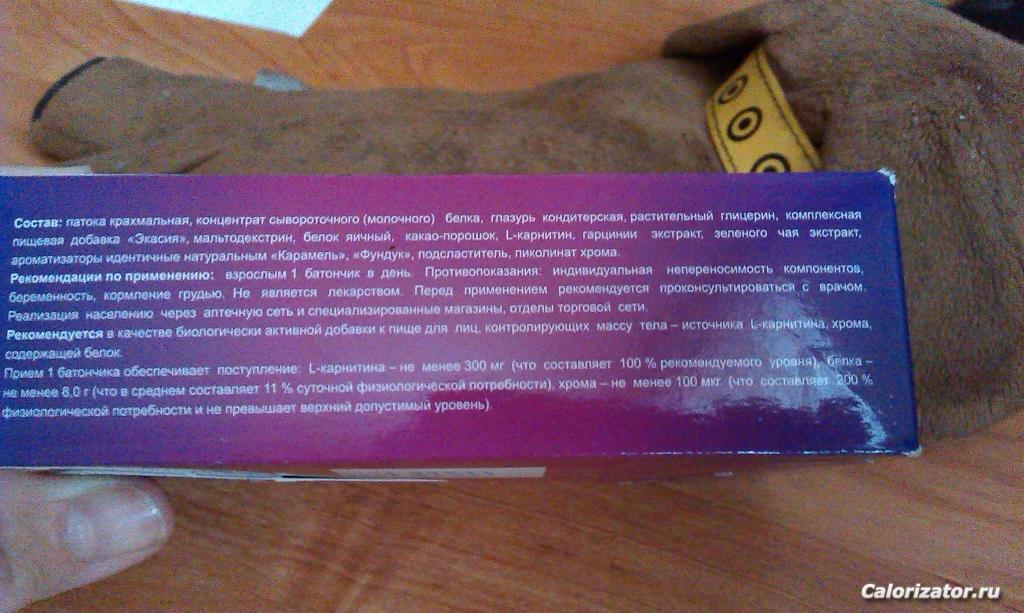 Состав: патока крахмальная, концентрат сывороточного (молочного) белка, глазурь кондитерская, растительный глицерин, комплексная
пищевая добавка «Экасия», мальтодекстрин, белок яичный, какао-порошок, L-карнитин, гарцинии экстракт, зеленого чая экстракт,
ароматизаторы идентичные натуральным «Карамель», «Фундук», подсластитель, пиколинат хрома.
Рекомендации по применению: взрослым 1 батончик в день. Противопоказания: индивидуальная непереносимость компонентов,
беременность, кормление грудью. Не является лекарством. Перед применением рекомендуется проконсультироваться с врачом.
Реализация населению через аптечную сеть и специализированные магазины, отделы торговой сети.
Рекомендуется в качестве биологически активной добавки к пище для лиц, контролирующих массу тела – источника L-карнитина, хрома,
содержащей белок.
Прием 1 батончика обеспечивает поступление: L-карнитина – не менее 300 мг (что составляет 100 % рекомендуемого уровня), белка –
не менее 8,0 г (что в среднем составляет 11 % суточной физиологической потребности), хрома – не менее 100 мкг (что составляет 200 %
физиологической потребности и не превышает верхний допустимый уровень)
Calorizator.ru